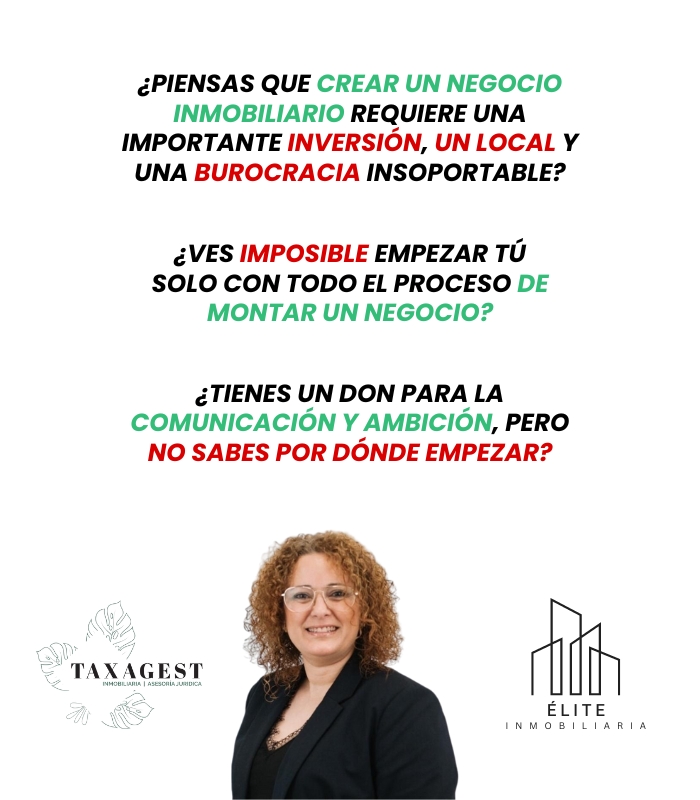 ¿PIENSAS QUE CREAR UN NEGOCIO
INMOBILIARIO REQUIERE UNA
IMPORTANTE INVERSIÓN, UN LOCAL Y
UNA BUROCRACIA INSOPORTABLE?
¿VES IMPOSIBLE EMPEZAR TÚ
SOLO CON TODO EL PROCESO DE
MONTAR UN NEGOCIO?
¿TIENES UN DON PARA LA
COMUNICACIÓN Y AMBICIÓN, PERO
NO SABES POR DÓNDE EMPEZAR?
TAXAGEST
INMOBILIARIA | ASESORÍA JURÍDICA
ÉLITE
INMOBILIARIA